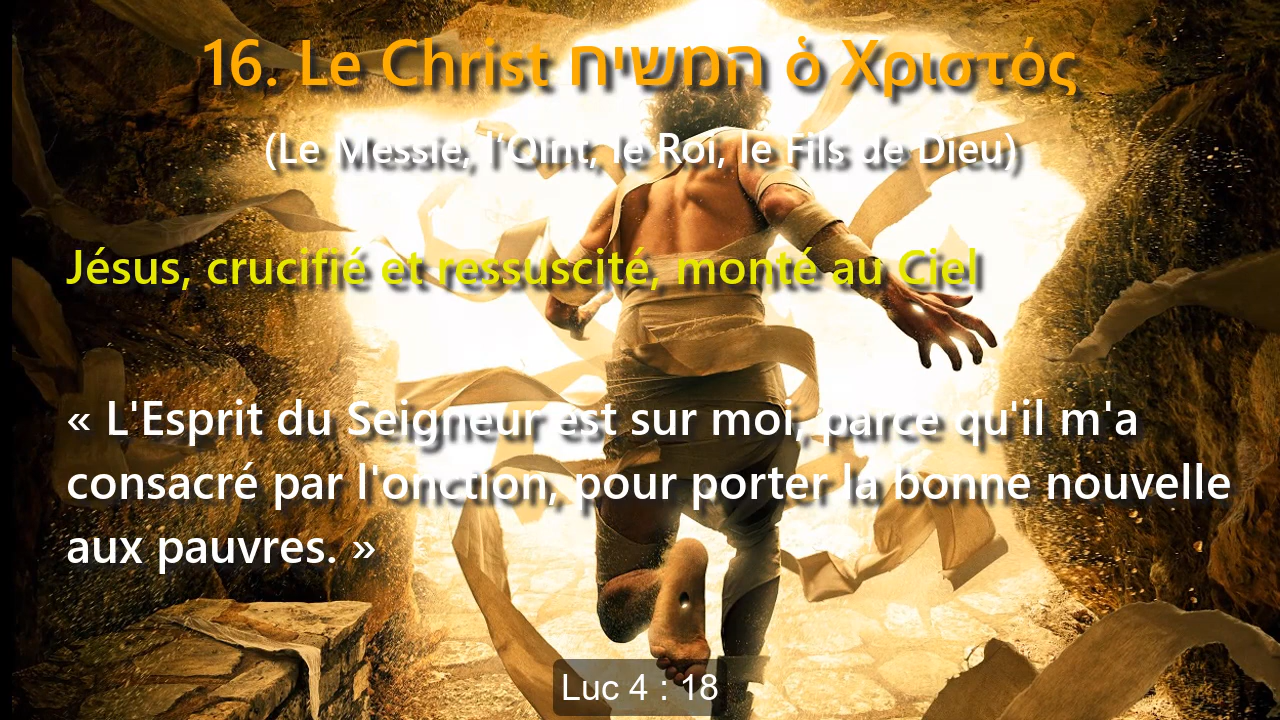 16. Le Christ המשיח ὁ Χριστός
(Le Messie, l’Oint, le Roi, le Fils de Dieu)
Jésus, crucifié et ressuscité, monté au Ciel
« L'Esprit du Seigneur est sur moi, parce qu'il m'a
consacré par l'onction, pour porter la bonne nouvelle
aux pauvres. »
Luc 4 : 18